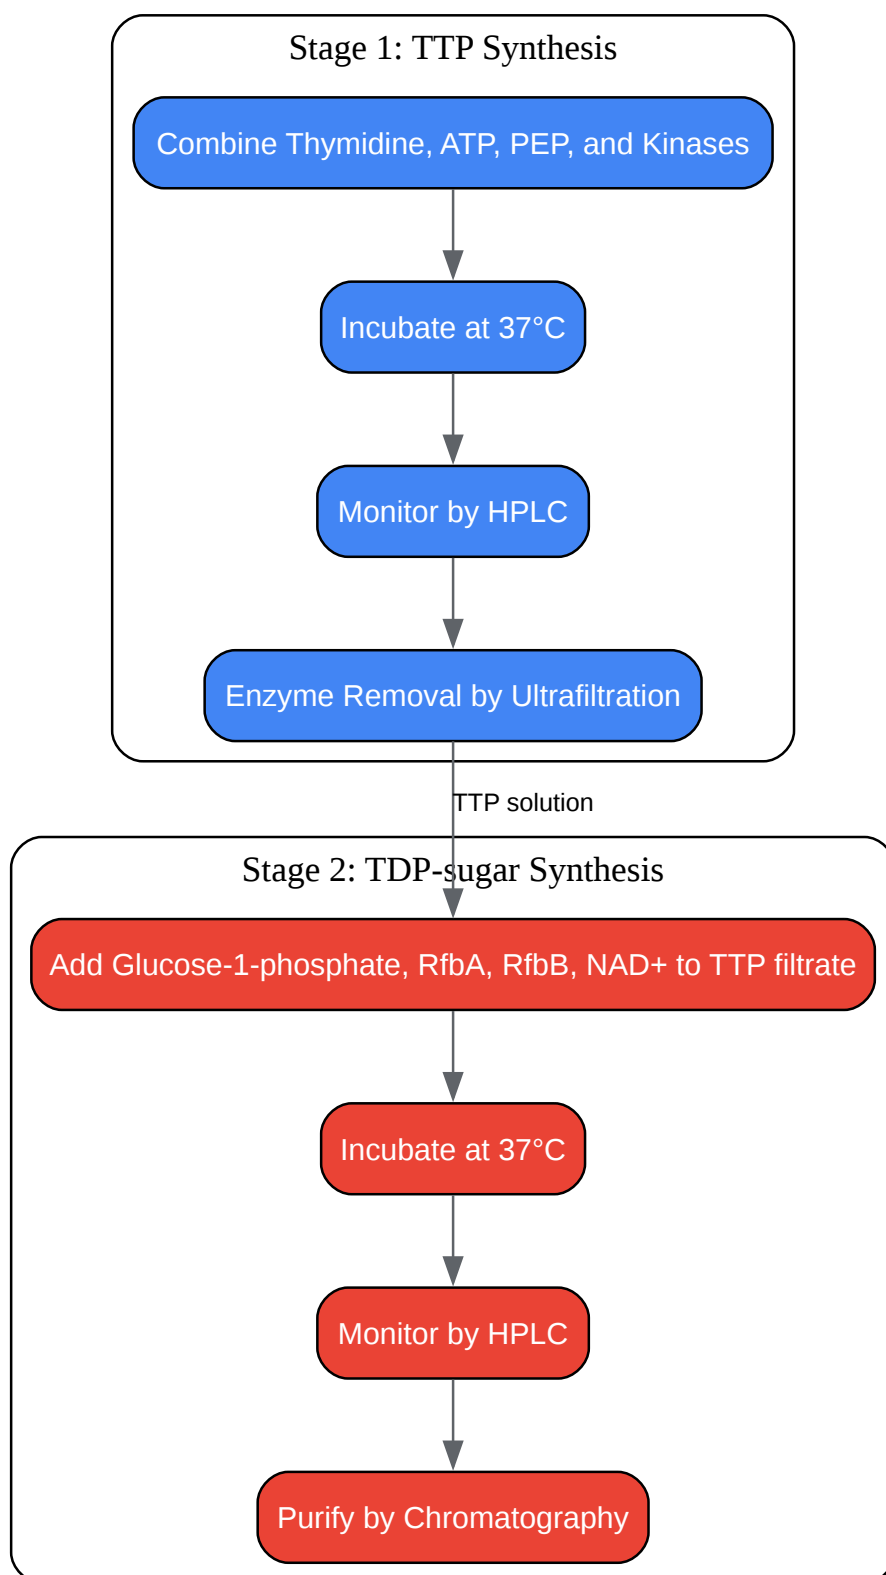 Stage 1: TTP Synthesis
Combine Thymidine, ATP, PEP, and Kinases
Incubate at 37°C
Monitor by HPLC
Enzyme Removal by Ultrafiltration
TTP solution
Stage 2: TDP-sugar Synthesis
Add Glucose-1-phosphate, RfbA, RfbB, NAD+ to TTP filtrate
Incubate at 37°C
Monitor by HPLC
Purify by Chromatography